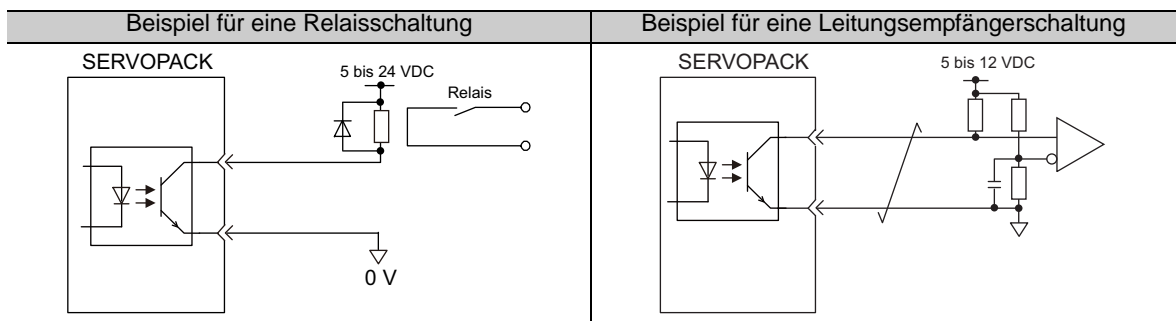 Beispiel für eine Relaisschaltung
Beispiel für eine Leitungsempfängerschaltung
SERVOPACK
5 bis 24 VDC
Relais
0 V
SERVOPACK
5 bis 12 VDC